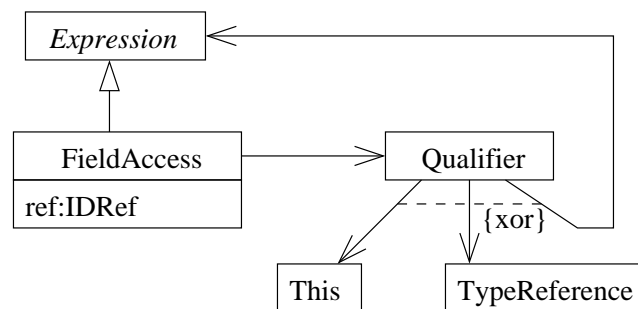 Expression
FieldAccess
Qualifier
ref:IDRef
{xor}
This
TypeReference